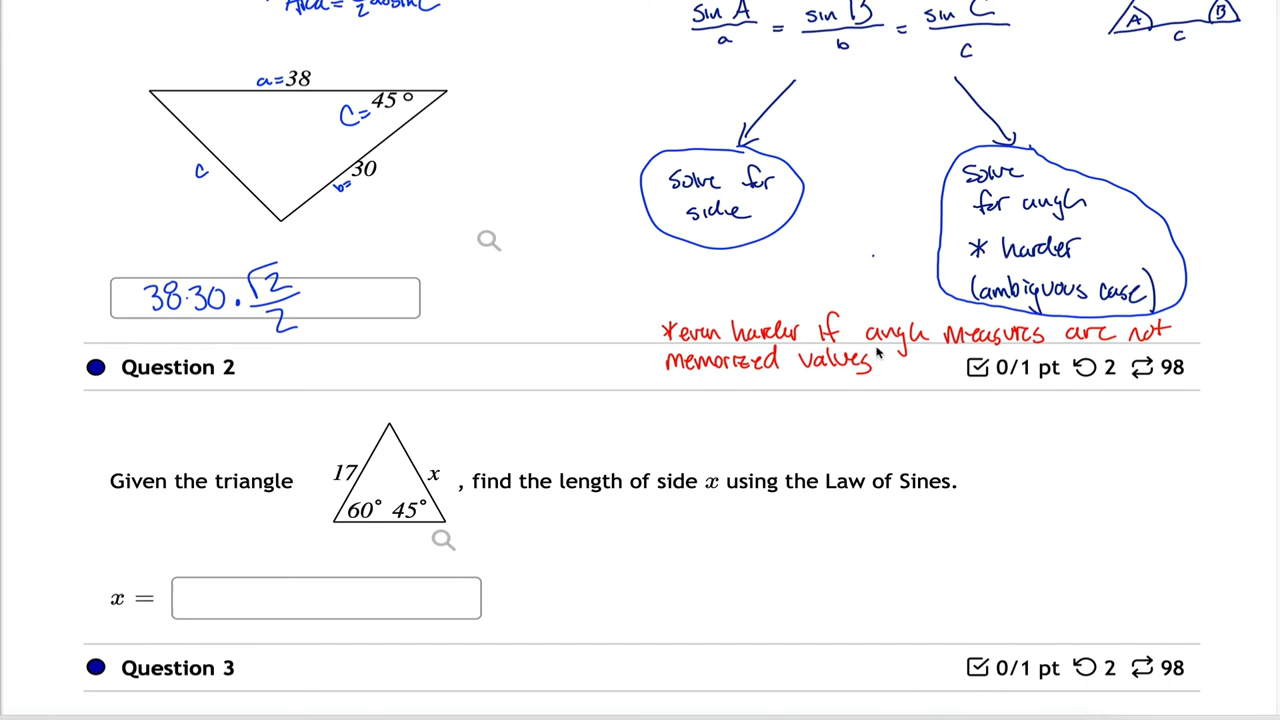 Area = 1/2 absinC
sin A / a = sin B / b = sin C / c
A B
c
a=38
C= 45°
c
b= 30
solve for
side
solve
for angle
* harder
(ambiguous case)
38·30·√2/2
*even harder if angle measures are not
memorized values
Question 2
0/1 pt 2 98
Given the triangle
17 x
60° 45°
, find the length of side x using the Law of Sines.
x =
Question 3
0/1 pt 2 98